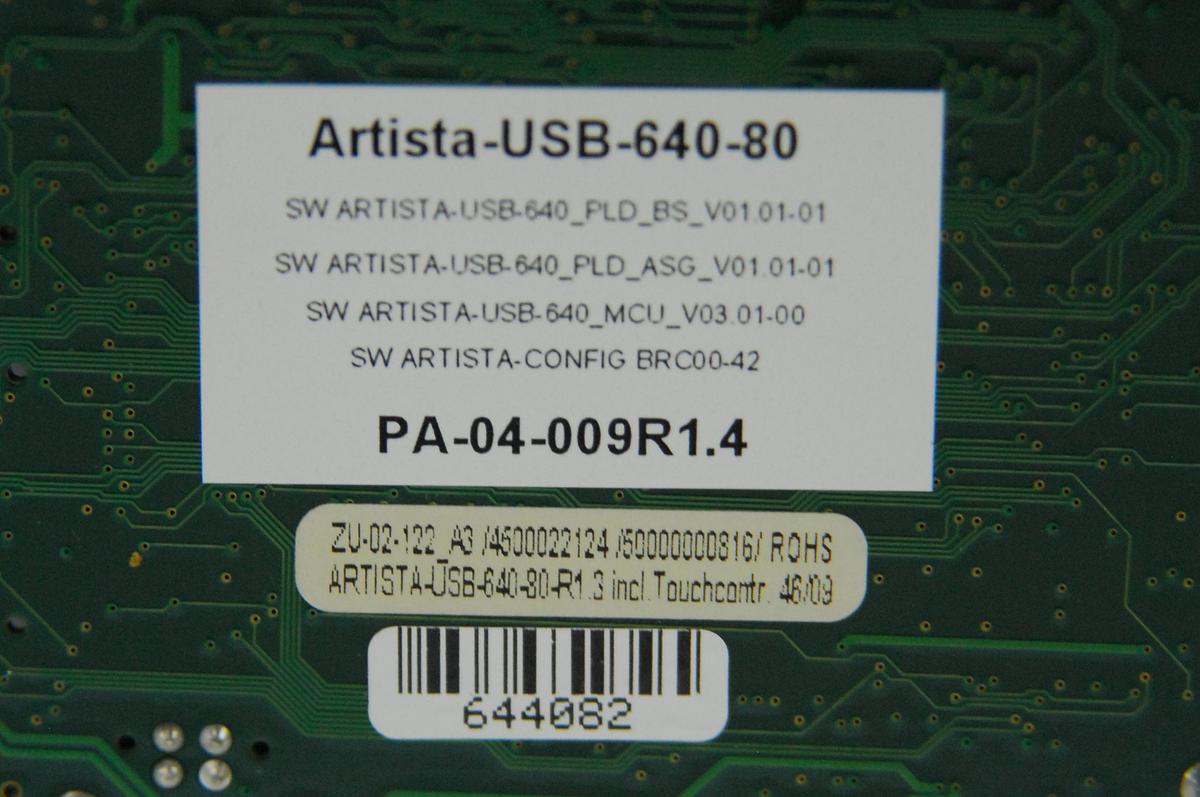 Artista-USB-640-80
SW ARTISTA-USB-640_PLD_BS_V01.01-01
SW ARTISTA-USB-640_PLD_ASG_V01.01-01
SW ARTISTA-USB-640_MCU_V03.01-00
SW ARTISTA-CONFIG BRC00-42
PA-04-009R1.4
ZU-02-122_A3 /4500022124 /50000000816/ ROHS
ARTISTA-USB-640-80-R1.3 incl.Touchcontr. 46/09
644082